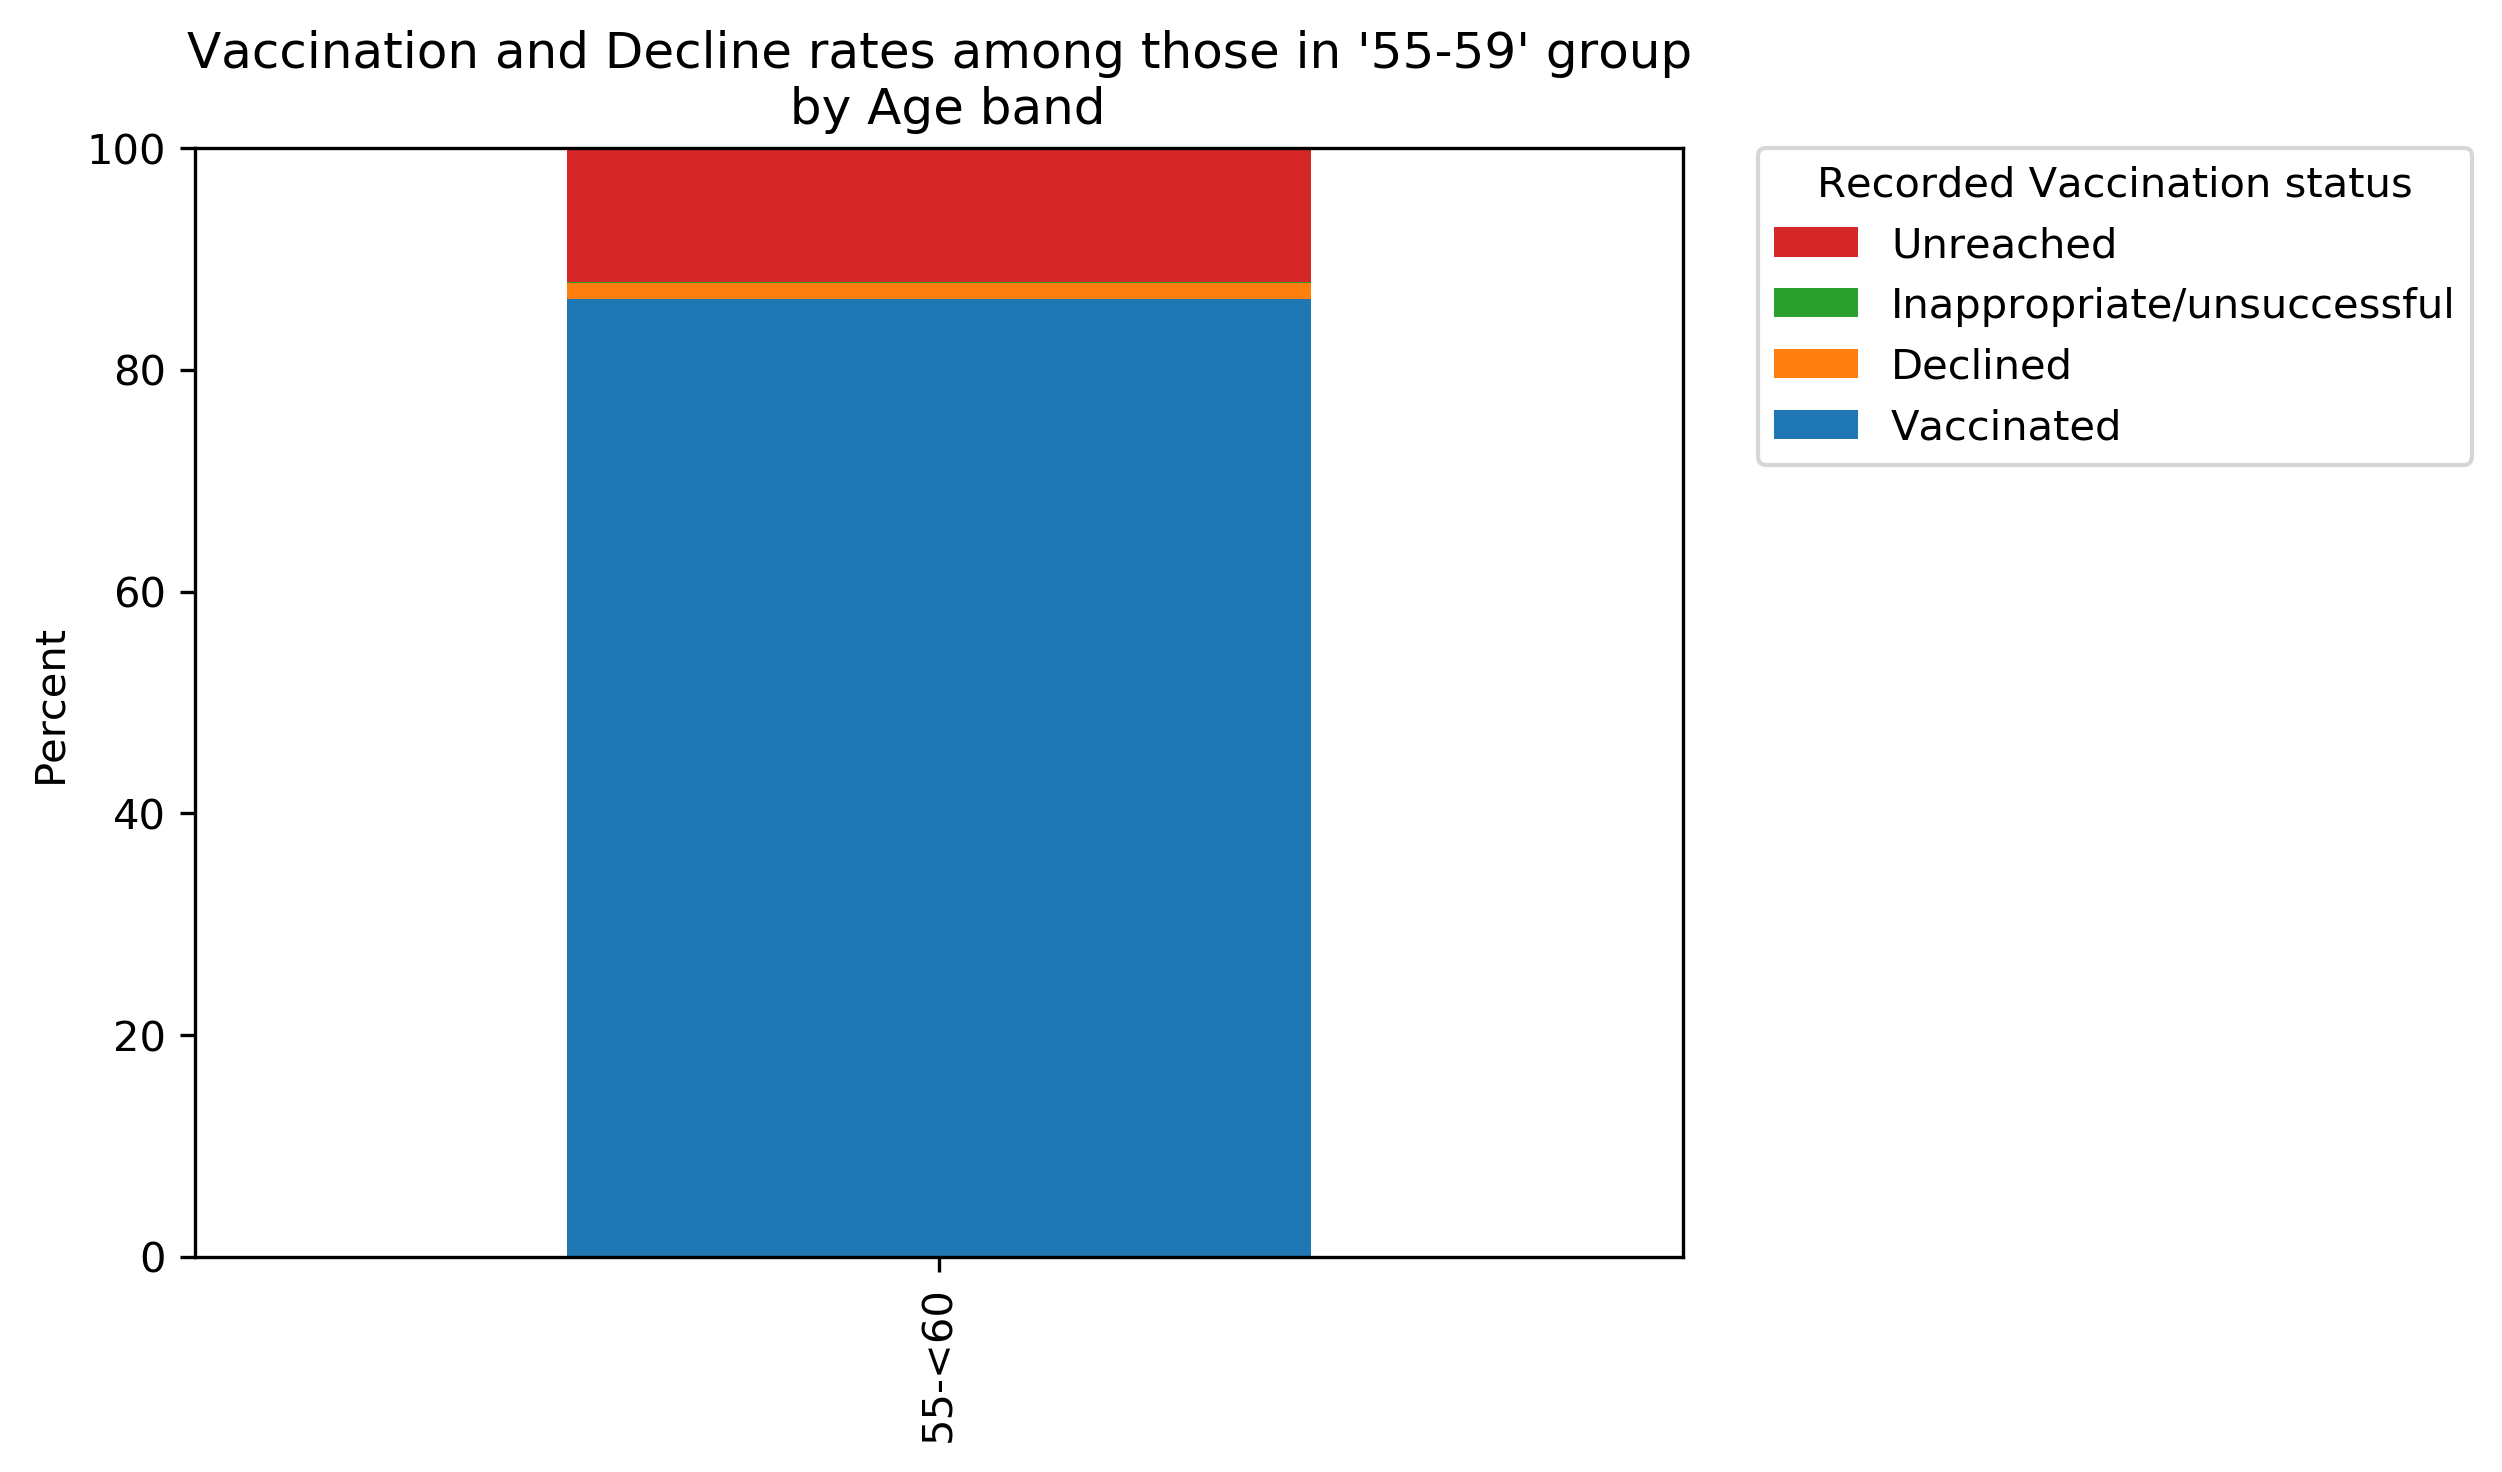 Vaccination and Decline rates among those in '55-59' group
by Age band
100
80
60
40
20
0
Percent
55-<60
Recorded Vaccination status
Unreached
Inappropriate/unsuccessful
Declined
Vaccinated